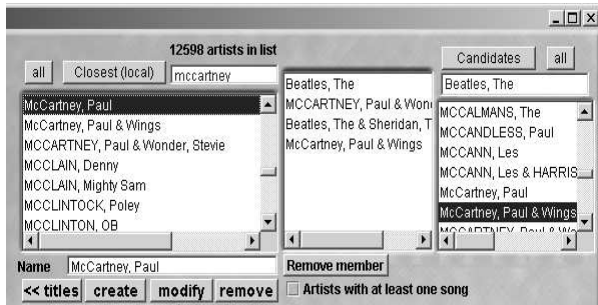 12598 artists in list
all Closest (local) mccartney
McCartney, Paul
McCartney, Paul & Wings
MCCARTNEY, Paul & Wonder, Stevie
MCCLAIN, Denny
MCCLAIN, Mighty Sam
MCCLINTOCK, Poley
MCCLINTON, OB
Name McCartney, Paul
<< titles create modify remove
Beatles, The
MCCARTNEY, Paul & Won
Beatles, The & Sheridan, T
McCartney, Paul & Wings
Remove member
Artists with at least one song
Candidates all
Beatles, The
MCCALMANS, The
MCCANDLESS, Paul
MCCANN, Les
MCCANN, Les & HARRIS
McCartney, Paul
McCartney, Paul & Wings
MCCARTNEY, Paul & Wo